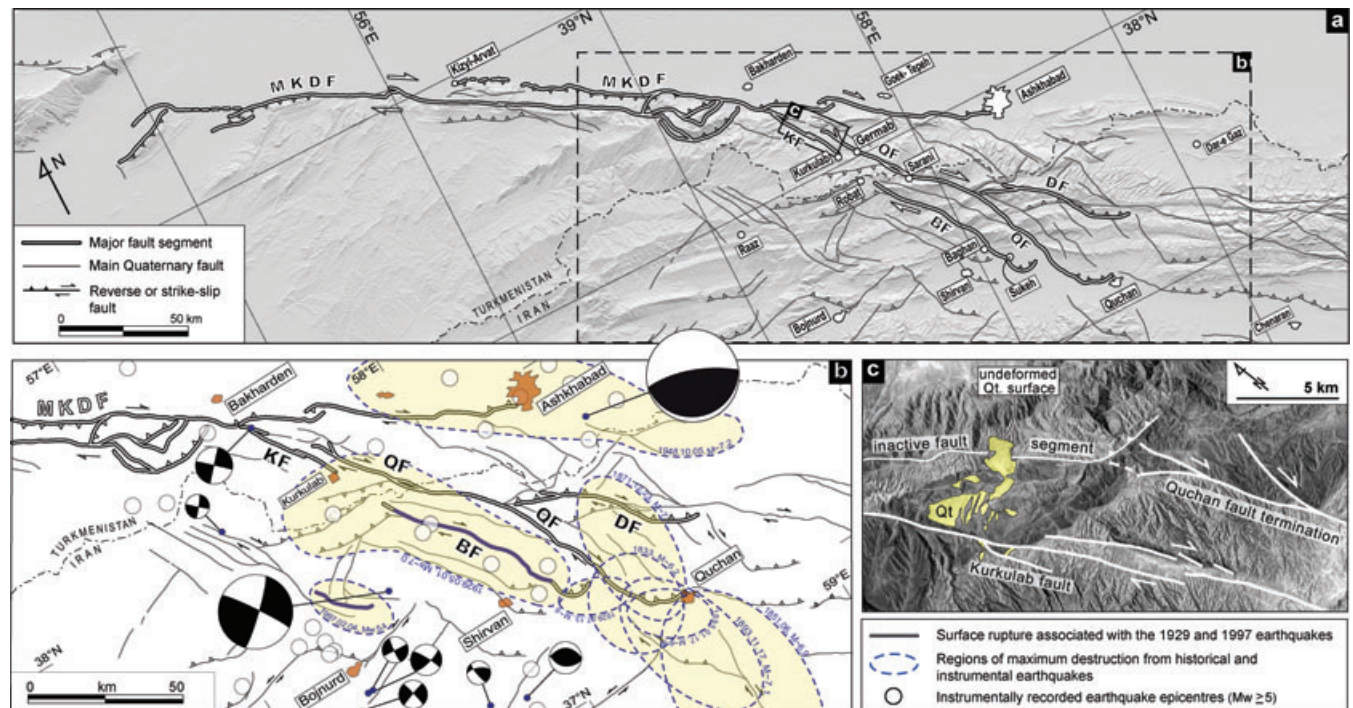 a
56°E
39°N
58°E
38°N
Kizyl-Arvat
MKDF
MKDF
Bakharden
Goek-Tepeh
Ashkhabad
b
c
N
KF
Germab
QF
Kurkulab
Sarani
Dar-e Gaz
Robat
DF
Raaz
BF
QF
Baghan
Shirvan
Sukeh
Quchan
Bojnurd
Chenaran
TURKMENISTAN
IRAN
Major fault segment
Main Quaternary fault
Reverse or strike-slip
fault
0 50 km
b
57°E
58°E
Bakharden
Ashkhabad
MKDF
KF
QF
Kurkulab
QF
DF
BF
TURKMENISTAN
IRAN
Quchan
59°E
Shirvan
Bojnurd
38°N
37°N
0 km 50
c
undeformed
Qt. surface
N
5 km
inactive fault segment
Qt
Quchan fault termination
Kurkulab fault
Surface rupture associated with the 1929 and 1997 earthquakes
Regions of maximum destruction from historical and
instrumental earthquakes
Instrumentally recorded earthquake epicentres (Mw ≥ 5)